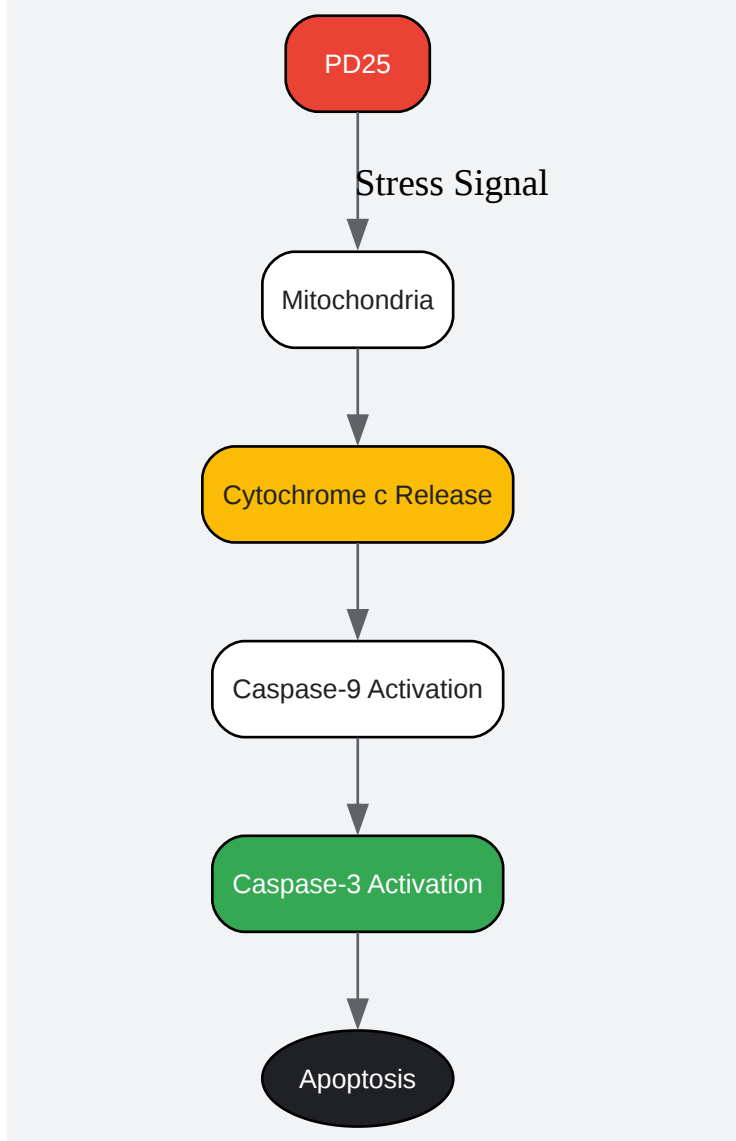 PD25
Stress Signal
Mitochondria
Cytochrome c Release
Caspase-9 Activation
Caspase-3 Activation
Apoptosis